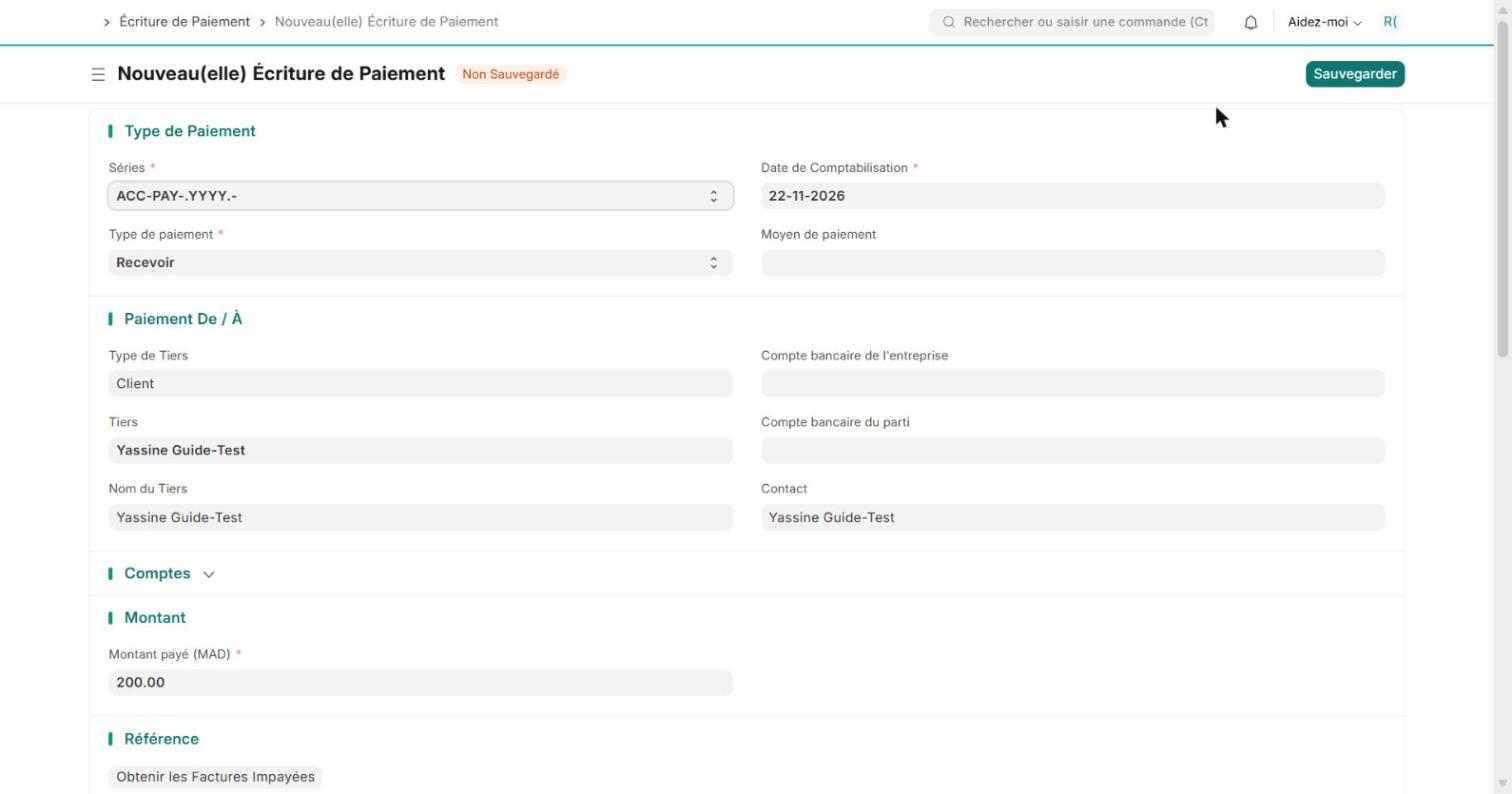 Écriture de Paiement > Nouveau(elle) Écriture de Paiement
Rechercher ou saisir une commande (Ct
Aidez-moi
R(
Nouveau(elle) Écriture de Paiement
Non Sauvegardé
Sauvegarder
Type de Paiement
Séries *
ACC-PAY-.YYYY.-
Date de Comptabilisation *
22-11-2026
Type de paiement *
Recevoir
Moyen de paiement
Paiement De / À
Type de Tiers
Client
Compte bancaire de l'entreprise
Tiers
Yassine Guide-Test
Compte bancaire du parti
Nom du Tiers
Yassine Guide-Test
Contact
Yassine Guide-Test
Comptes
Montant
Montant payé (MAD) *
200.00
Référence
Obtenir les Factures Impayées